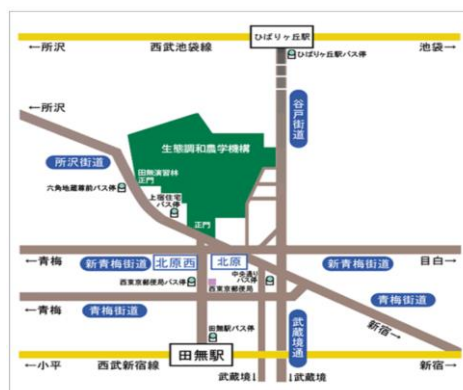 ひばりヶ丘駅
←所沢
西武池袋線
池袋→
ひばりヶ丘駅バス停
←所沢
谷戸街道
生態調和農学機構
所沢街道
田無演習林
正門
六角地蔵尊前バス停
上宿住宅
バス停
正門
←青梅
新青梅街道
北原西
北原
新青梅街道
目白→
西東京郵便局バス停
西東京郵便局
中央通り
バス停
←青梅
青梅街道
青梅街道
新宿→
田無駅バス停
武蔵境通
田無駅
←小平
西武新宿線
新宿→
武蔵境↓
↓武蔵境